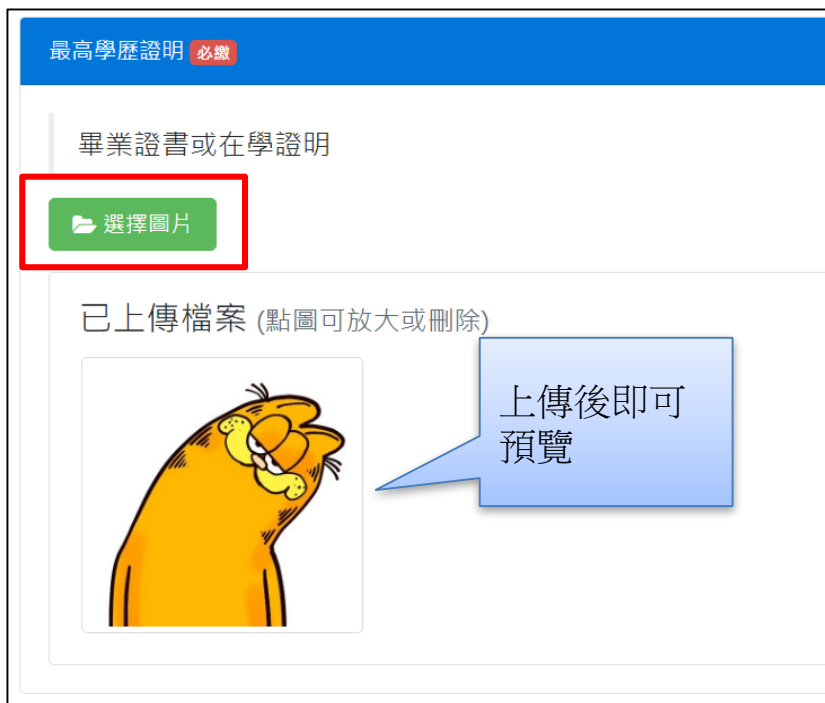 最高學歷證明 必繳
畢業證書或在學證明
選擇圖片
已上傳檔案 (點圖可放大或刪除)
上傳後即可
預覽